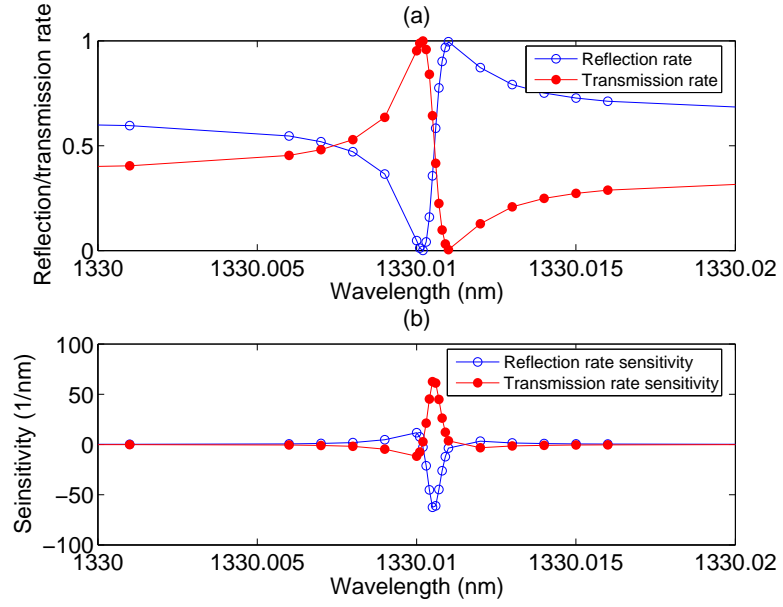 (a)
Reflection/transmission rate
1
0.5
0
Reflection rate
Transmission rate
1330
1330.005
1330.01
1330.015
1330.02
Wavelength (nm)
(b)
Seinsitivity (1/nm)
100
50
0
−50
−100
Reflection rate sensitivity
Transmission rate sensitivity
1330
1330.005
1330.01
1330.015
1330.02
Wavelength (nm)